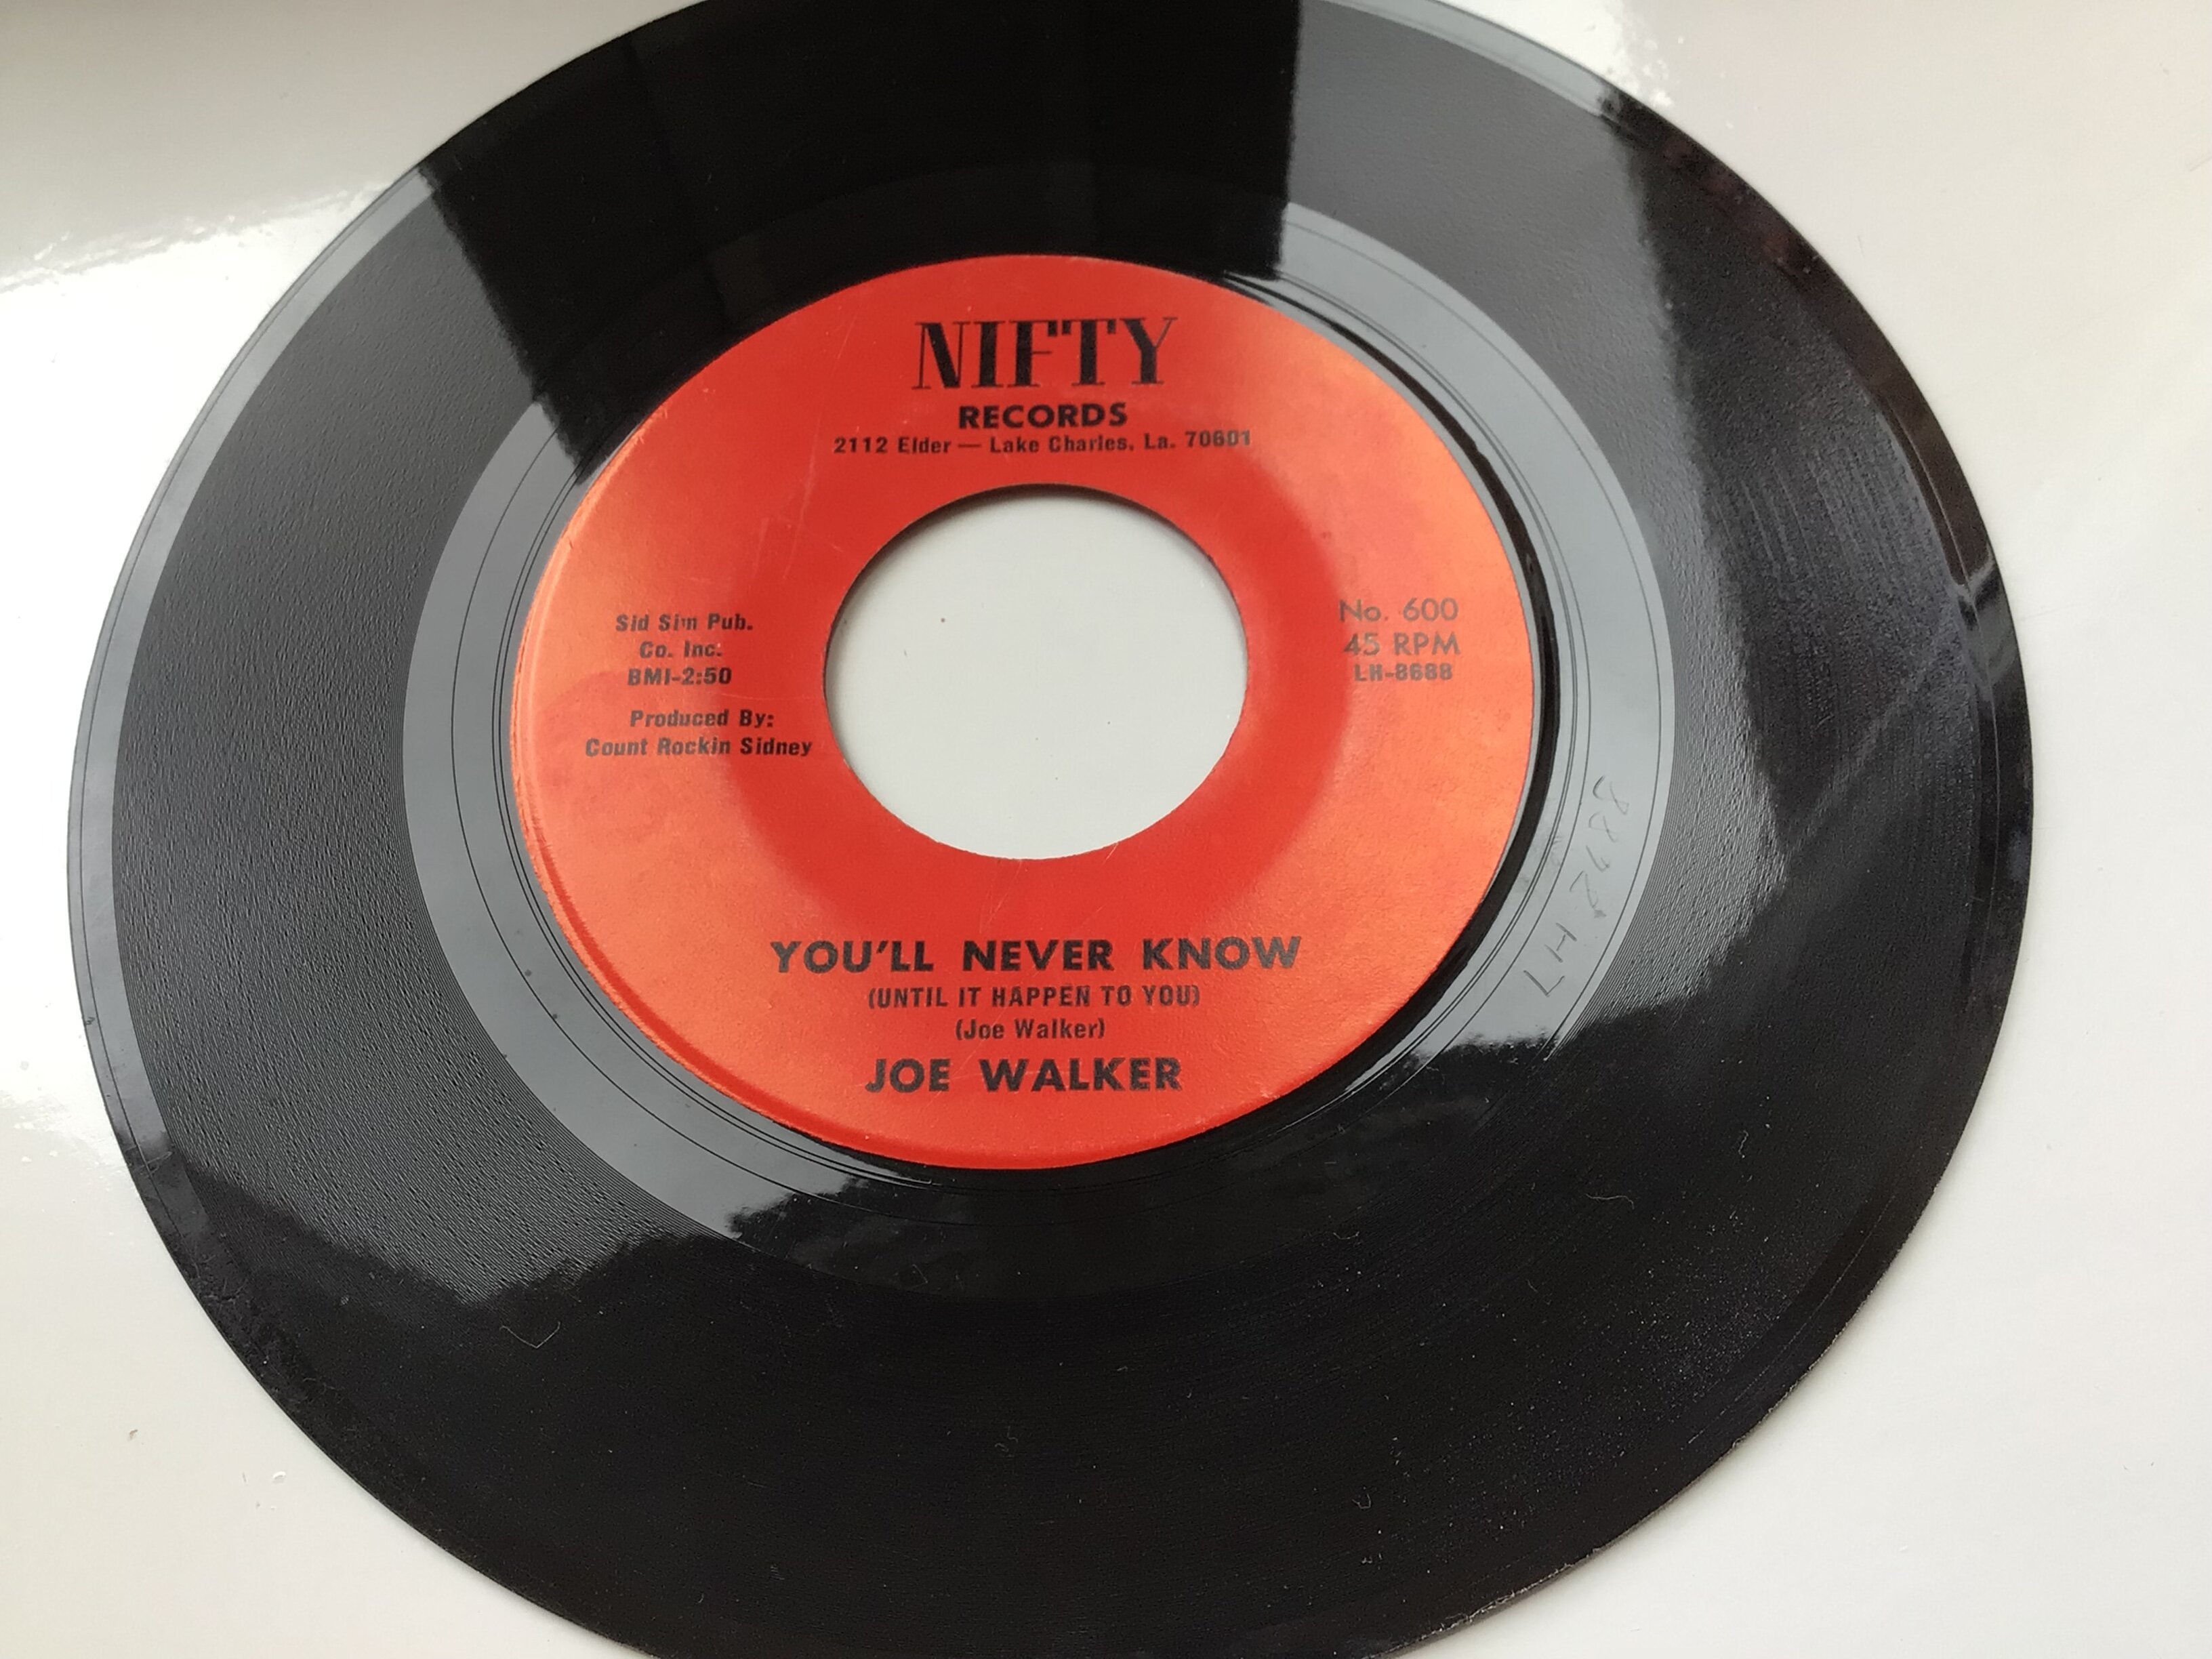 NIFTY
RECORDS
2112 Elder — Lake Charles, La. 70601
Sid Sim Pub.
Co. Inc.
BMI-2:50
Produced By:
Count Rockin Sidney
No. 600
45 RPM
LH-8688
YOU'LL NEVER KNOW
(UNTIL IT HAPPEN TO YOU)
(Joe Walker)
JOE WALKER